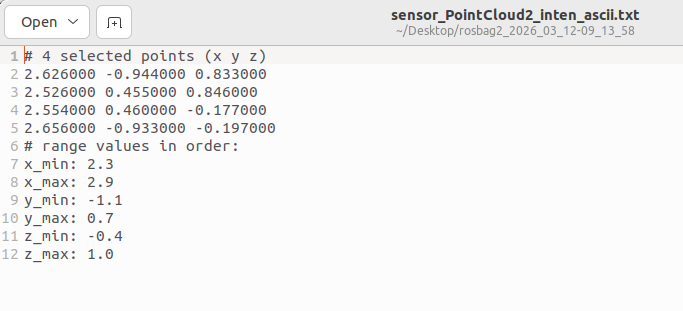 Open
sensor_PointCloud2_inten_ascii.txt
~/Desktop/rosbag2_2026_03_12-09_13_58
1 # 4 selected points (x y z)
2 2.626000 -0.944000 0.833000
3 2.526000 0.455000 0.846000
4 2.554000 0.460000 -0.177000
5 2.656000 -0.933000 -0.197000
6 # range values in order:
7 x_min: 2.3
8 x_max: 2.9
9 y_min: -1.1
10 y_max: 0.7
11 z_min: -0.4
12 z_max: 1.0